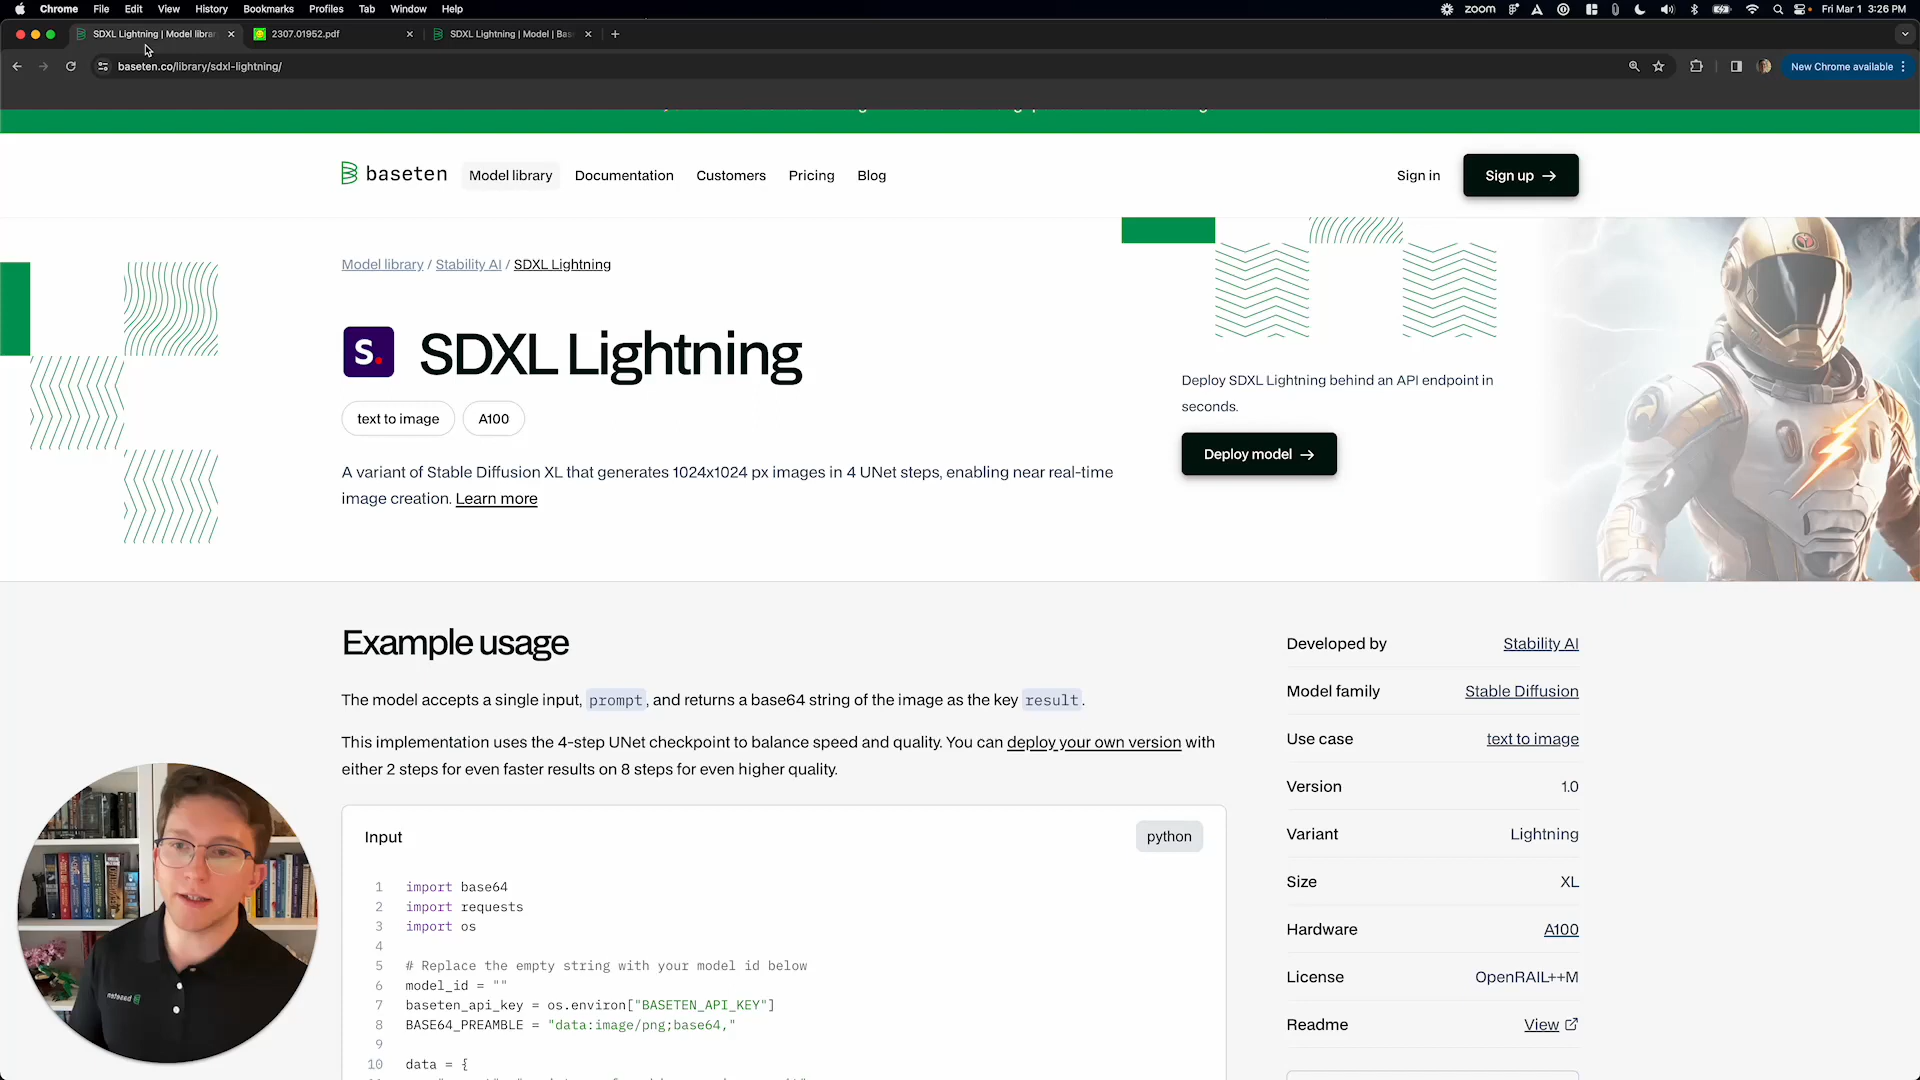 Chrome File Edit View History Bookmarks Profiles Tab Window Help zoom Fri Mar 1 3:26 PM
SDXL Lightning | Model librar 2307.01952.pdf SDXL Lightning | Model | Bas
baseten.co/library/sdxl-lightning/ New Chrome available
baseten Model library Documentation Customers Pricing Blog Sign in Sign up →
Model library / Stability AI / SDXL Lightning
S. SDXL Lightning
text to image A100
A variant of Stable Diffusion XL that generates 1024x1024 px images in 4 UNet steps, enabling near real-time
image creation. Learn more
Deploy SDXL Lightning behind an API endpoint in
seconds.
Deploy model →
Example usage
The model accepts a single input, prompt, and returns a base64 string of the image as the key result.
This implementation uses the 4-step UNet checkpoint to balance speed and quality. You can deploy your own version with
either 2 steps for even faster results on 8 steps for even higher quality.
Input python
1 import base64
2 import requests
3 import os
4
5 # Replace the empty string with your model id below
6 model_id = ""
7 baseten_api_key = os.environ["BASETEN_API_KEY"]
8 BASE64_PREAMBLE = "data:image/png;base64,"
9
10 data = {
Developed by Stability AI
Model family Stable Diffusion
Use case text to image
Version 1.0
Variant Lightning
Size XL
Hardware A100
License OpenRAIL++M
Readme View
baseten